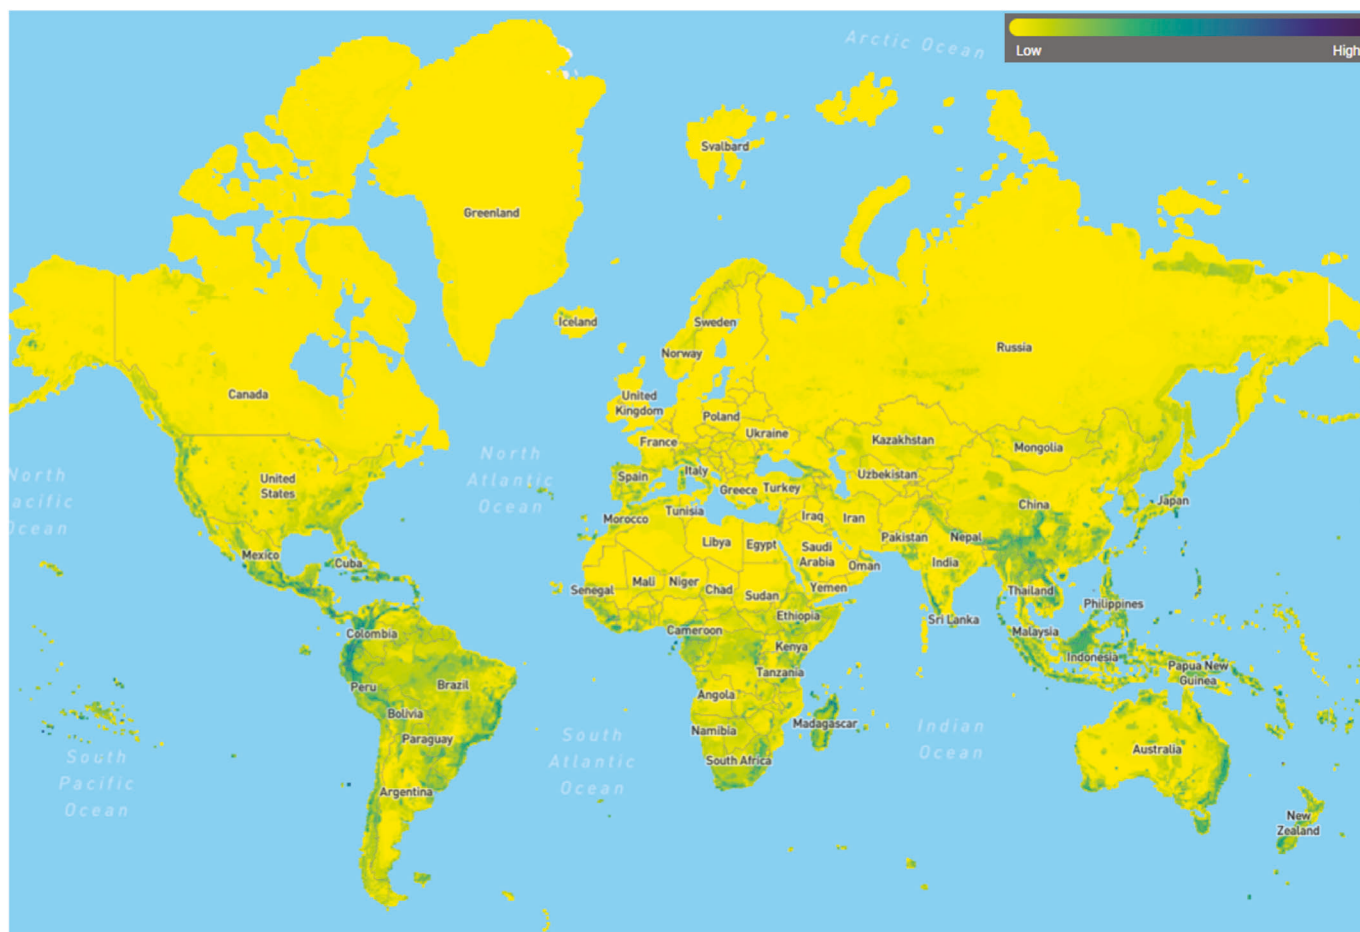 Arctic Ocean
Low High
Svalbard
Greenland
Iceland
Sweden
Norway
Russia
Canada
United
Kingdom
Poland
Ukraine
France
Kazakhstan
Mongolia
North
Atlantic
Ocean
North
acific
Ocean
United
States
Spain
Italy
Greece
Turkey
Uzbekistan
China
Japan
Morocco
Tunisia
Iraq
Iran
Pakistan
Nepal
Libya
Egypt
Saudi
Arabia
Oman
India
Mexico
Cuba
Senegal
Mali
Niger
Chad
Sudan
Yemen
Thailand
Philippines
Ethiopia
Sri Lanka
Colombia
Cameroon
Kenya
Malaysia
Indonesia
Papua New
Guinea
Peru
Brazil
Tanzania
Angola
Bolivia
Namibia
Madagascar
Indian
Ocean
Paraguay
South
Atlantic
Ocean
South
Pacific
Ocean
South Africa
Australia
Argentina
New
Zealand